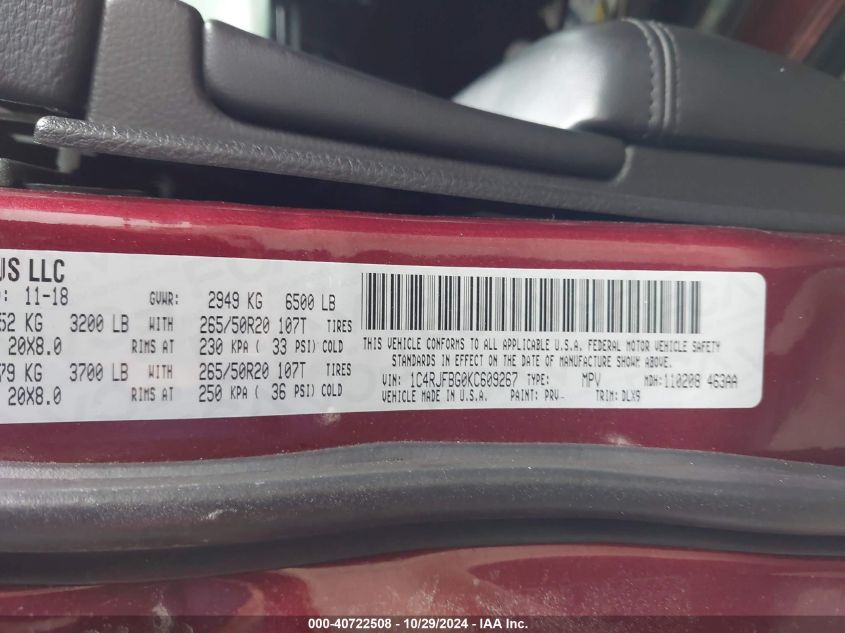 US LLC
11-18 GVWR: 2949 KG 6500 LB
52 KG 3200 LB WITH 265/50R20 107T TIRES
20X8.0 RIMS AT 230 KPA ( 33 PSI) COLD
79 KG 3700 LB WITH 265/50R20 107T TIRES
20X8.0 RIMS AT 250 KPA ( 36 PSI) COLD
THIS VEHICLE CONFORMS TO ALL APPLICABLE U.S.A. FEDERAL MOTOR VEHICLE SAFETY
STANDARDS IN EFFECT ON THE DATE OF MANUFACTURE SHOWN ABOVE.
VIN: 1C4RJFBG0KC609267 TYPE: MPV MDH: 110208 463AA
VEHICLE MADE IN U.S.A. PAINT: PRV- TRIM: DLX9
000-40722508 - 10/29/2024 - COPYRIGHT IAA, LLC.